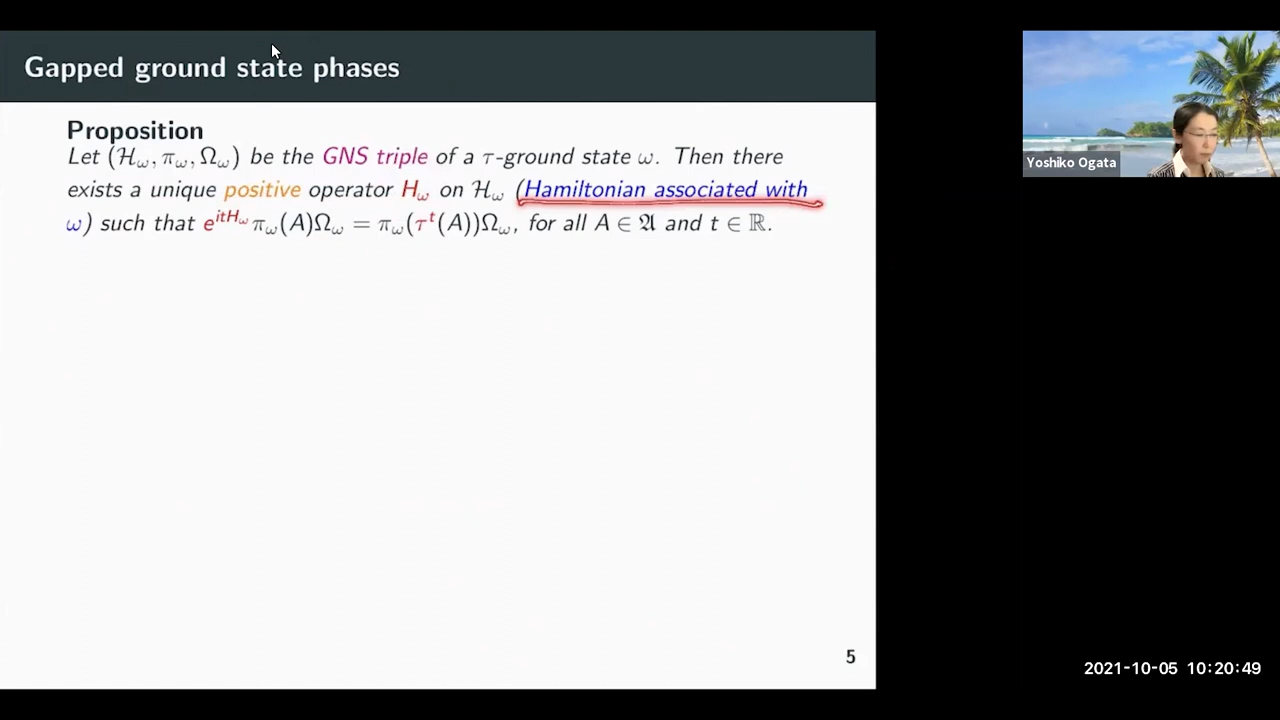 Gapped ground state phases
Proposition
Let (ℋ_ω, π_ω, Ω_ω) be the GNS triple of a τ-ground state ω. Then there
exists a unique positive operator H_ω on ℋ_ω (Hamiltonian associated with
ω) such that e^{itH_ω} π_ω(A)Ω_ω = π_ω(τ^t(A))Ω_ω, for all A ∈ 𝔄 and t ∈ ℝ.
5
Yoshiko Ogata
2021-10-05 10:20:49